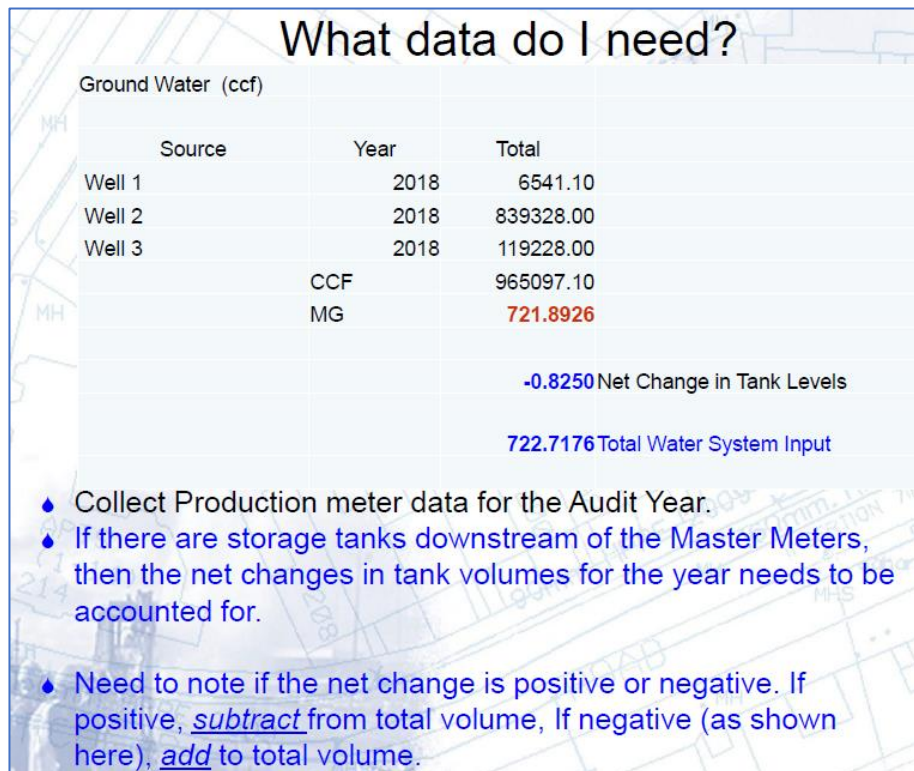 What data do I need?
Ground Water (ccf)
Source Year Total
Well 1 2018 6541.10
Well 2 2018 839328.00
Well 3 2018 119228.00
CCF 965097.10
MG 721.8926
-0.8250 Net Change in Tank Levels
722.7176 Total Water System Input
Collect Production meter data for the Audit Year.
If there are storage tanks downstream of the Master Meters,
then the net changes in tank volumes for the year needs to be
accounted for.
Need to note if the net change is positive or negative. If
positive, subtract from total volume, If negative (as shown
here), add to total volume.
MH
MH
214
208
MHS